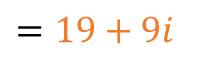 = 19 + 9i